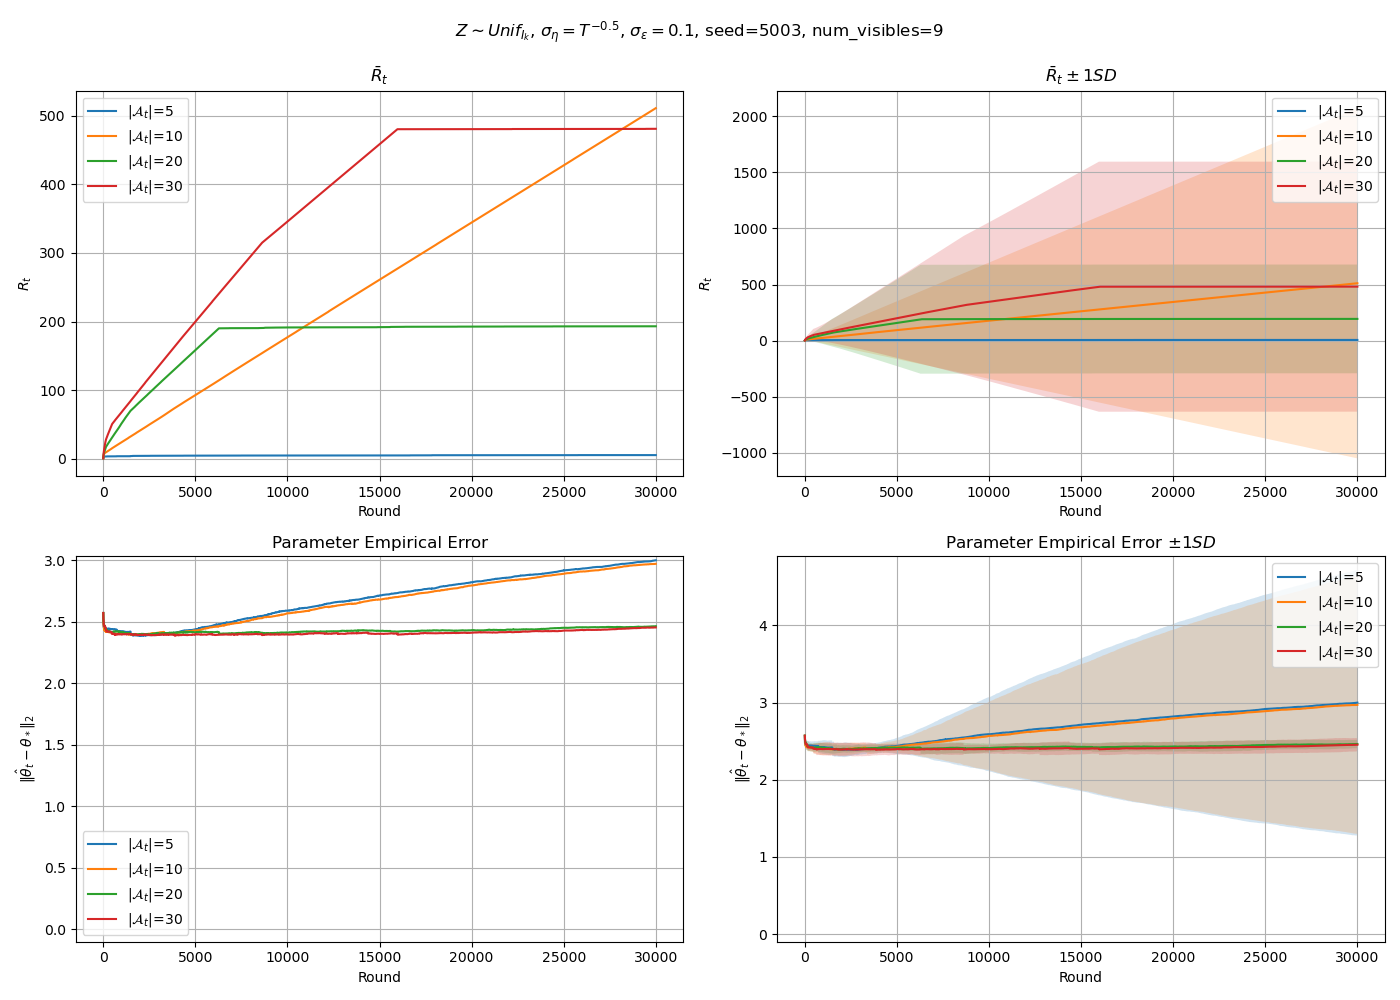 Z ∼ Unif_{I_k}, σ_η = T^{−0.5}, σ_ε = 0.1, seed=5003, num_visibles=9
R̄_t
R_t
500
400
300
200
100
0
|𝒜_t|=5
|𝒜_t|=10
|𝒜_t|=20
|𝒜_t|=30
0 5000 10000 15000 20000 25000 30000
Round
R̄_t ± 1SD
R_t
2000
1500
1000
500
0
−500
−1000
|𝒜_t|=5
|𝒜_t|=10
|𝒜_t|=20
|𝒜_t|=30
0 5000 10000 15000 20000 25000 30000
Round
Parameter Empirical Error
‖θ̂_t − θ_*‖_2
3.0
2.5
2.0
1.5
1.0
0.5
0.0
|𝒜_t|=5
|𝒜_t|=10
|𝒜_t|=20
|𝒜_t|=30
0 5000 10000 15000 20000 25000 30000
Round
Parameter Empirical Error ±1SD
‖θ̂_t − θ_*‖_2
4
3
2
1
0
|𝒜_t|=5
|𝒜_t|=10
|𝒜_t|=20
|𝒜_t|=30
0 5000 10000 15000 20000 25000 30000
Round